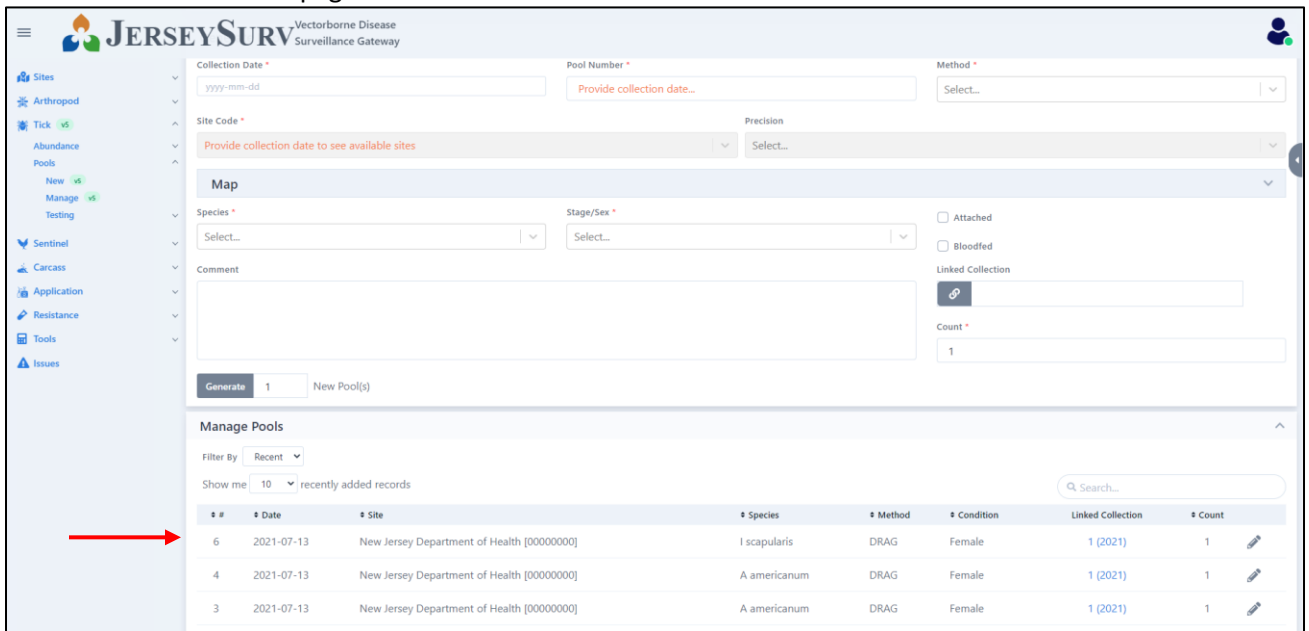 JERSEYSURV Vectorborne Disease
Surveillance Gateway
Sites
Arthropod
Tick v5
Abundance
Pools
New v5
Manage v5
Testing
Sentinel
Carcass
Application
Resistance
Tools
Issues
Collection Date * Pool Number * Method *
yyyy-mm-dd Provide collection date... Select...
Site Code * Precision
Provide collection date to see available sites Select...
Map
Species * Stage/Sex * Attached
Select... Select...
Bloodfed
Comment Linked Collection
Count *
1
Generate 1 New Pool(s)
Manage Pools
Filter By Recent
Show me 10 recently added records Search...
# Date Site Species Method Condition Linked Collection Count
6 2021-07-13 New Jersey Department of Health [00000000] I scapularis DRAG Female 1 (2021) 1
4 2021-07-13 New Jersey Department of Health [00000000] A americanum DRAG Female 1 (2021) 1
3 2021-07-13 New Jersey Department of Health [00000000] A americanum DRAG Female 1 (2021) 1